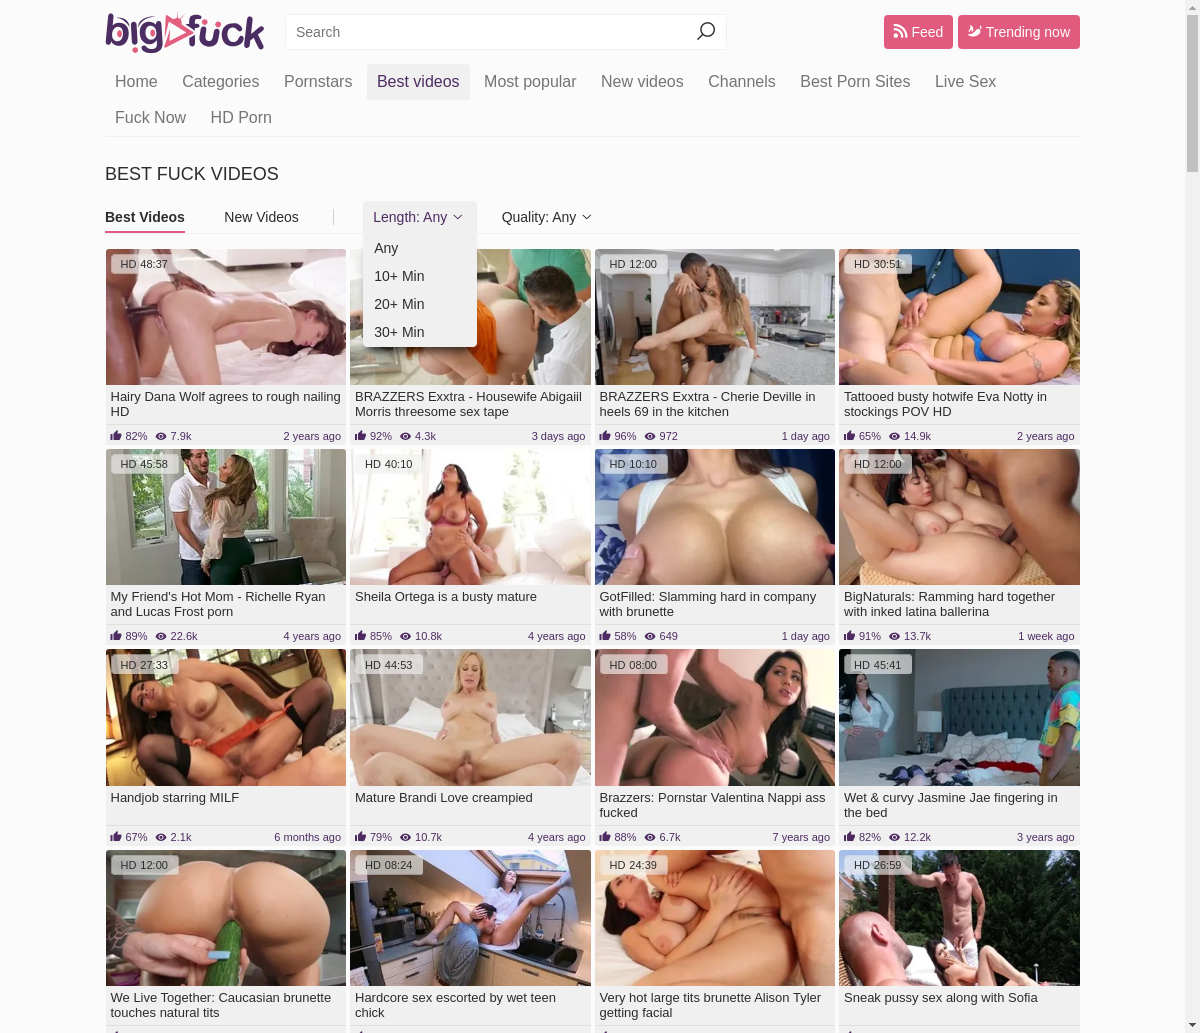 bigfuck
Search
Feed
Trending now
Home Categories Pornstars Best videos Most popular New videos Channels Best Porn Sites Live Sex
Fuck Now HD Porn
BEST FUCK VIDEOS
Best Videos New Videos Length: Any Quality: Any
Any
10+ Min
20+ Min
30+ Min
HD 48:37
Hairy Dana Wolf agrees to rough nailing
HD
82% 7.9k 2 years ago
BRAZZERS Exxtra - Housewife Abigaiil
Morris threesome sex tape
92% 4.3k 3 days ago
HD 12:00
BRAZZERS Exxtra - Cherie Deville in
heels 69 in the kitchen
96% 972 1 day ago
HD 30:51
Tattooed busty hotwife Eva Notty in
stockings POV HD
65% 14.9k 2 years ago
HD 45:58
My Friend's Hot Mom - Richelle Ryan
and Lucas Frost porn
89% 22.6k 4 years ago
HD 40:10
Sheila Ortega is a busty mature
85% 10.8k 4 years ago
HD 10:10
GotFilled: Slamming hard in company
with brunette
58% 649 1 day ago
HD 12:00
BigNaturals: Ramming hard together
with inked latina ballerina
91% 13.7k 1 week ago
HD 27:33
Handjob starring MILF
67% 2.1k 6 months ago
HD 44:53
Mature Brandi Love creampied
79% 10.7k 4 years ago
HD 08:00
Brazzers: Pornstar Valentina Nappi ass
fucked
88% 6.7k 7 years ago
HD 45:41
Wet & curvy Jasmine Jae fingering in
the bed
82% 12.2k 3 years ago
HD 12:00
We Live Together: Caucasian brunette
touches natural tits
HD 08:24
Hardcore sex escorted by wet teen
chick
HD 24:39
Very hot large tits brunette Alison Tyler
getting facial
HD 26:59
Sneak pussy sex along with Sofia